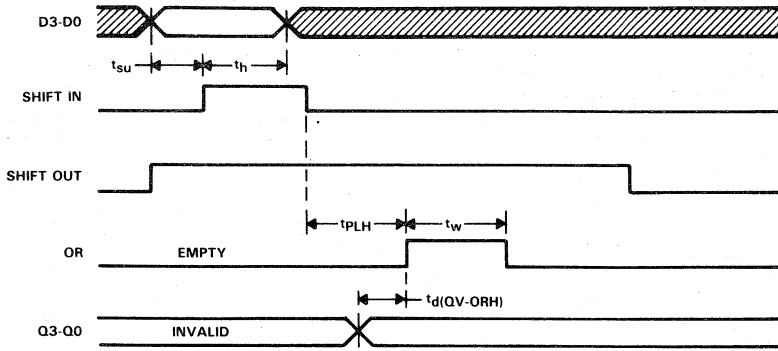 D3-D0
tsu
th
SHIFT IN
SHIFT OUT
tPLH
tw
OR
EMPTY
td(QV-ORH)
Q3-Q0
INVALID